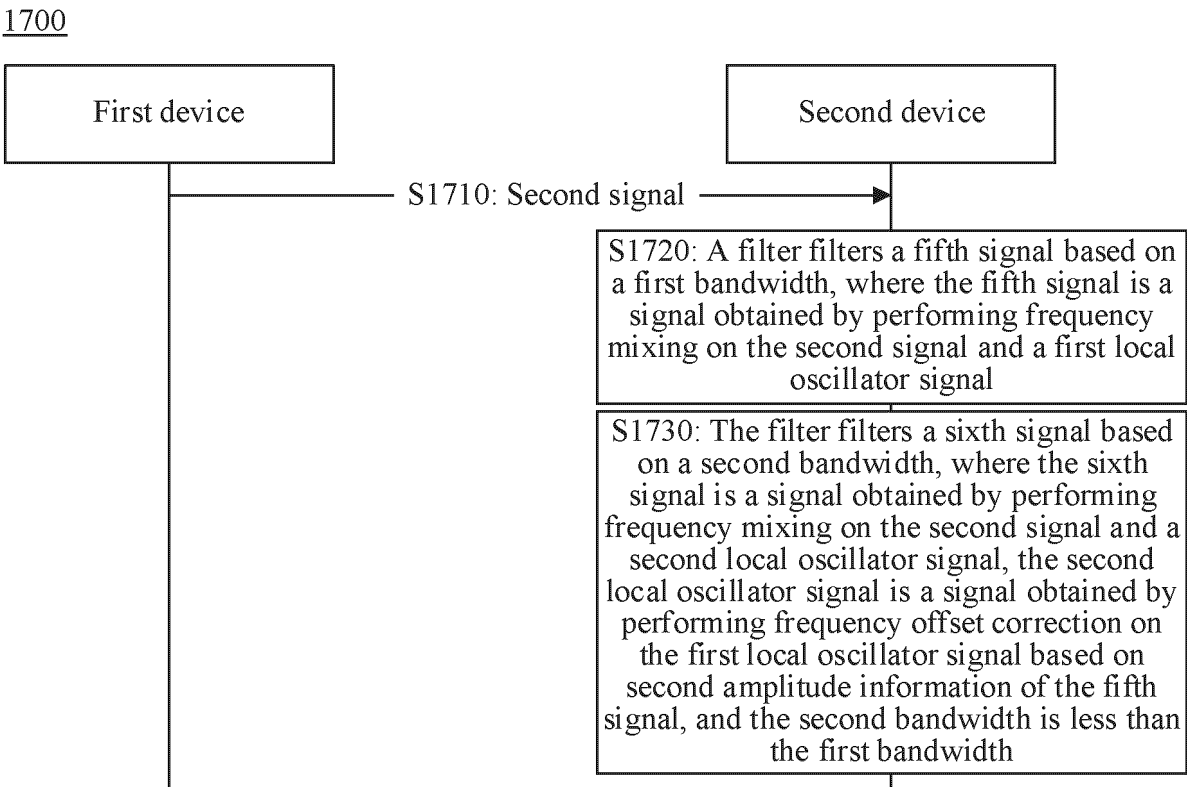 1700
First device
Second device
S1710: Second signal
S1720: A filter filters a fifth signal based on
a first bandwidth, where the fifth signal is a
signal obtained by performing frequency
mixing on the second signal and a first local
oscillator signal
S1730: The filter filters a sixth signal based
on a second bandwidth, where the sixth
signal is a signal obtained by performing
frequency mixing on the second signal and a
second local oscillator signal, the second
local oscillator signal is a signal obtained by
performing frequency offset correction on
the first local oscillator signal based on
second amplitude information of the fifth
signal, and the second bandwidth is less than
the first bandwidth